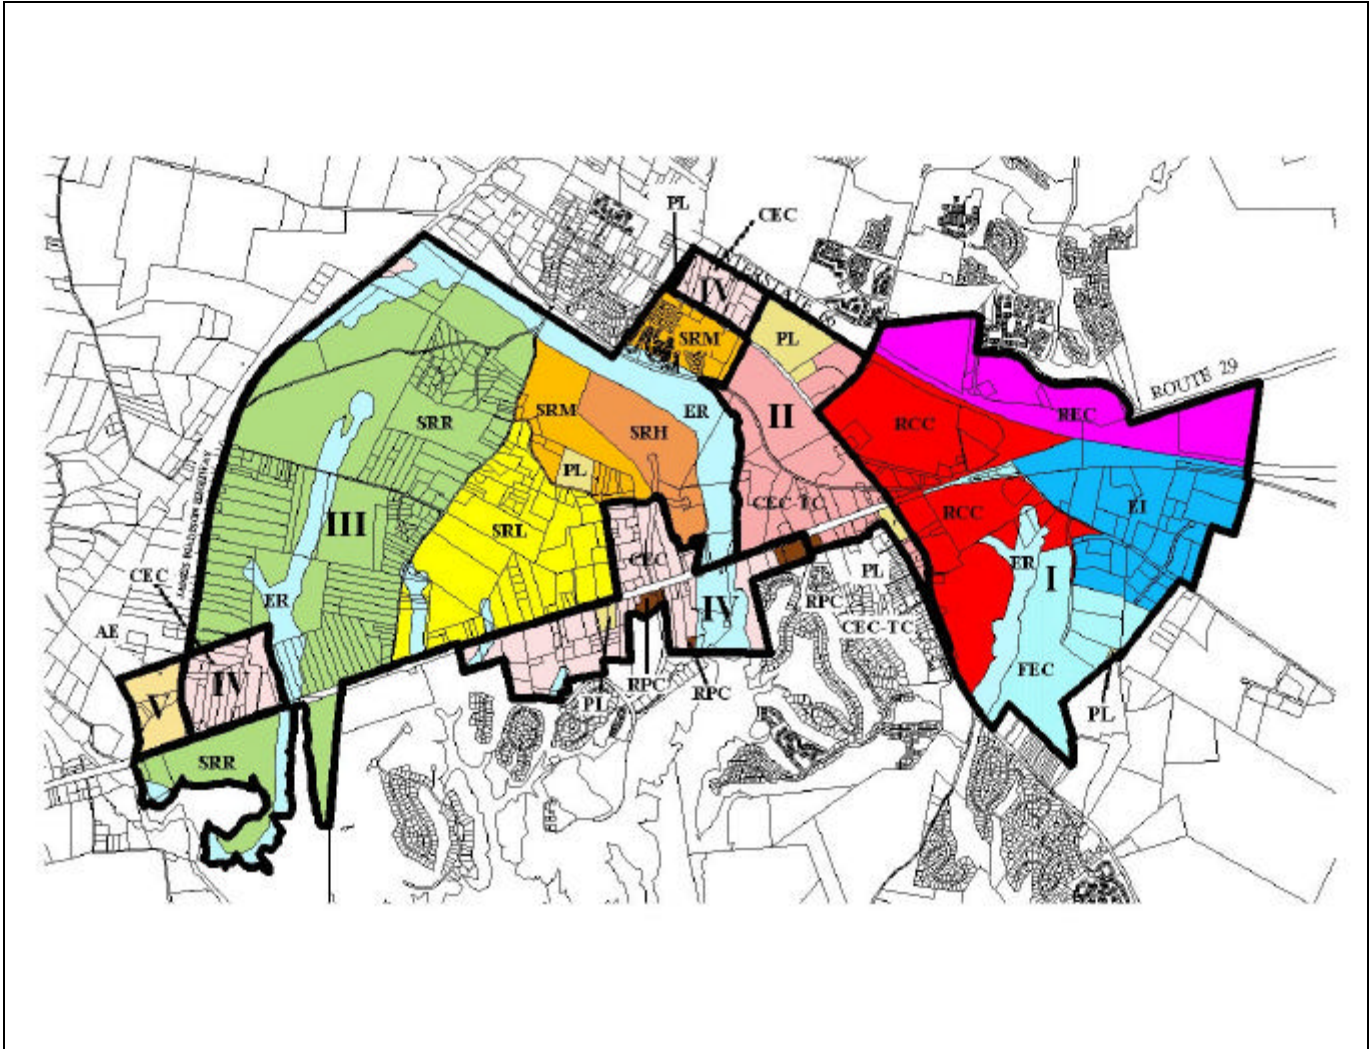 PL
CEC
IV
INTERSTATE 66
SRM
PL
ROUTE 29
REC
SRR
SRM
SRH
ER
II
RCC
PL
III
SRL
CEC-TC
RCC
EI
CEC
ER
I
PL
CEC
ER
IV
RPC
CEC-TC
AE
FEC
V
IV
RPC
RPC
PL
PL
SRR